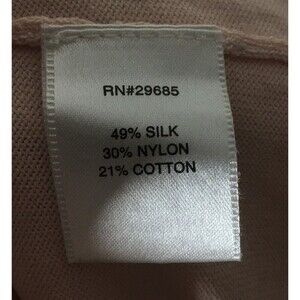 RN#29685
49% SILK
30% NYLON
21% COTTON